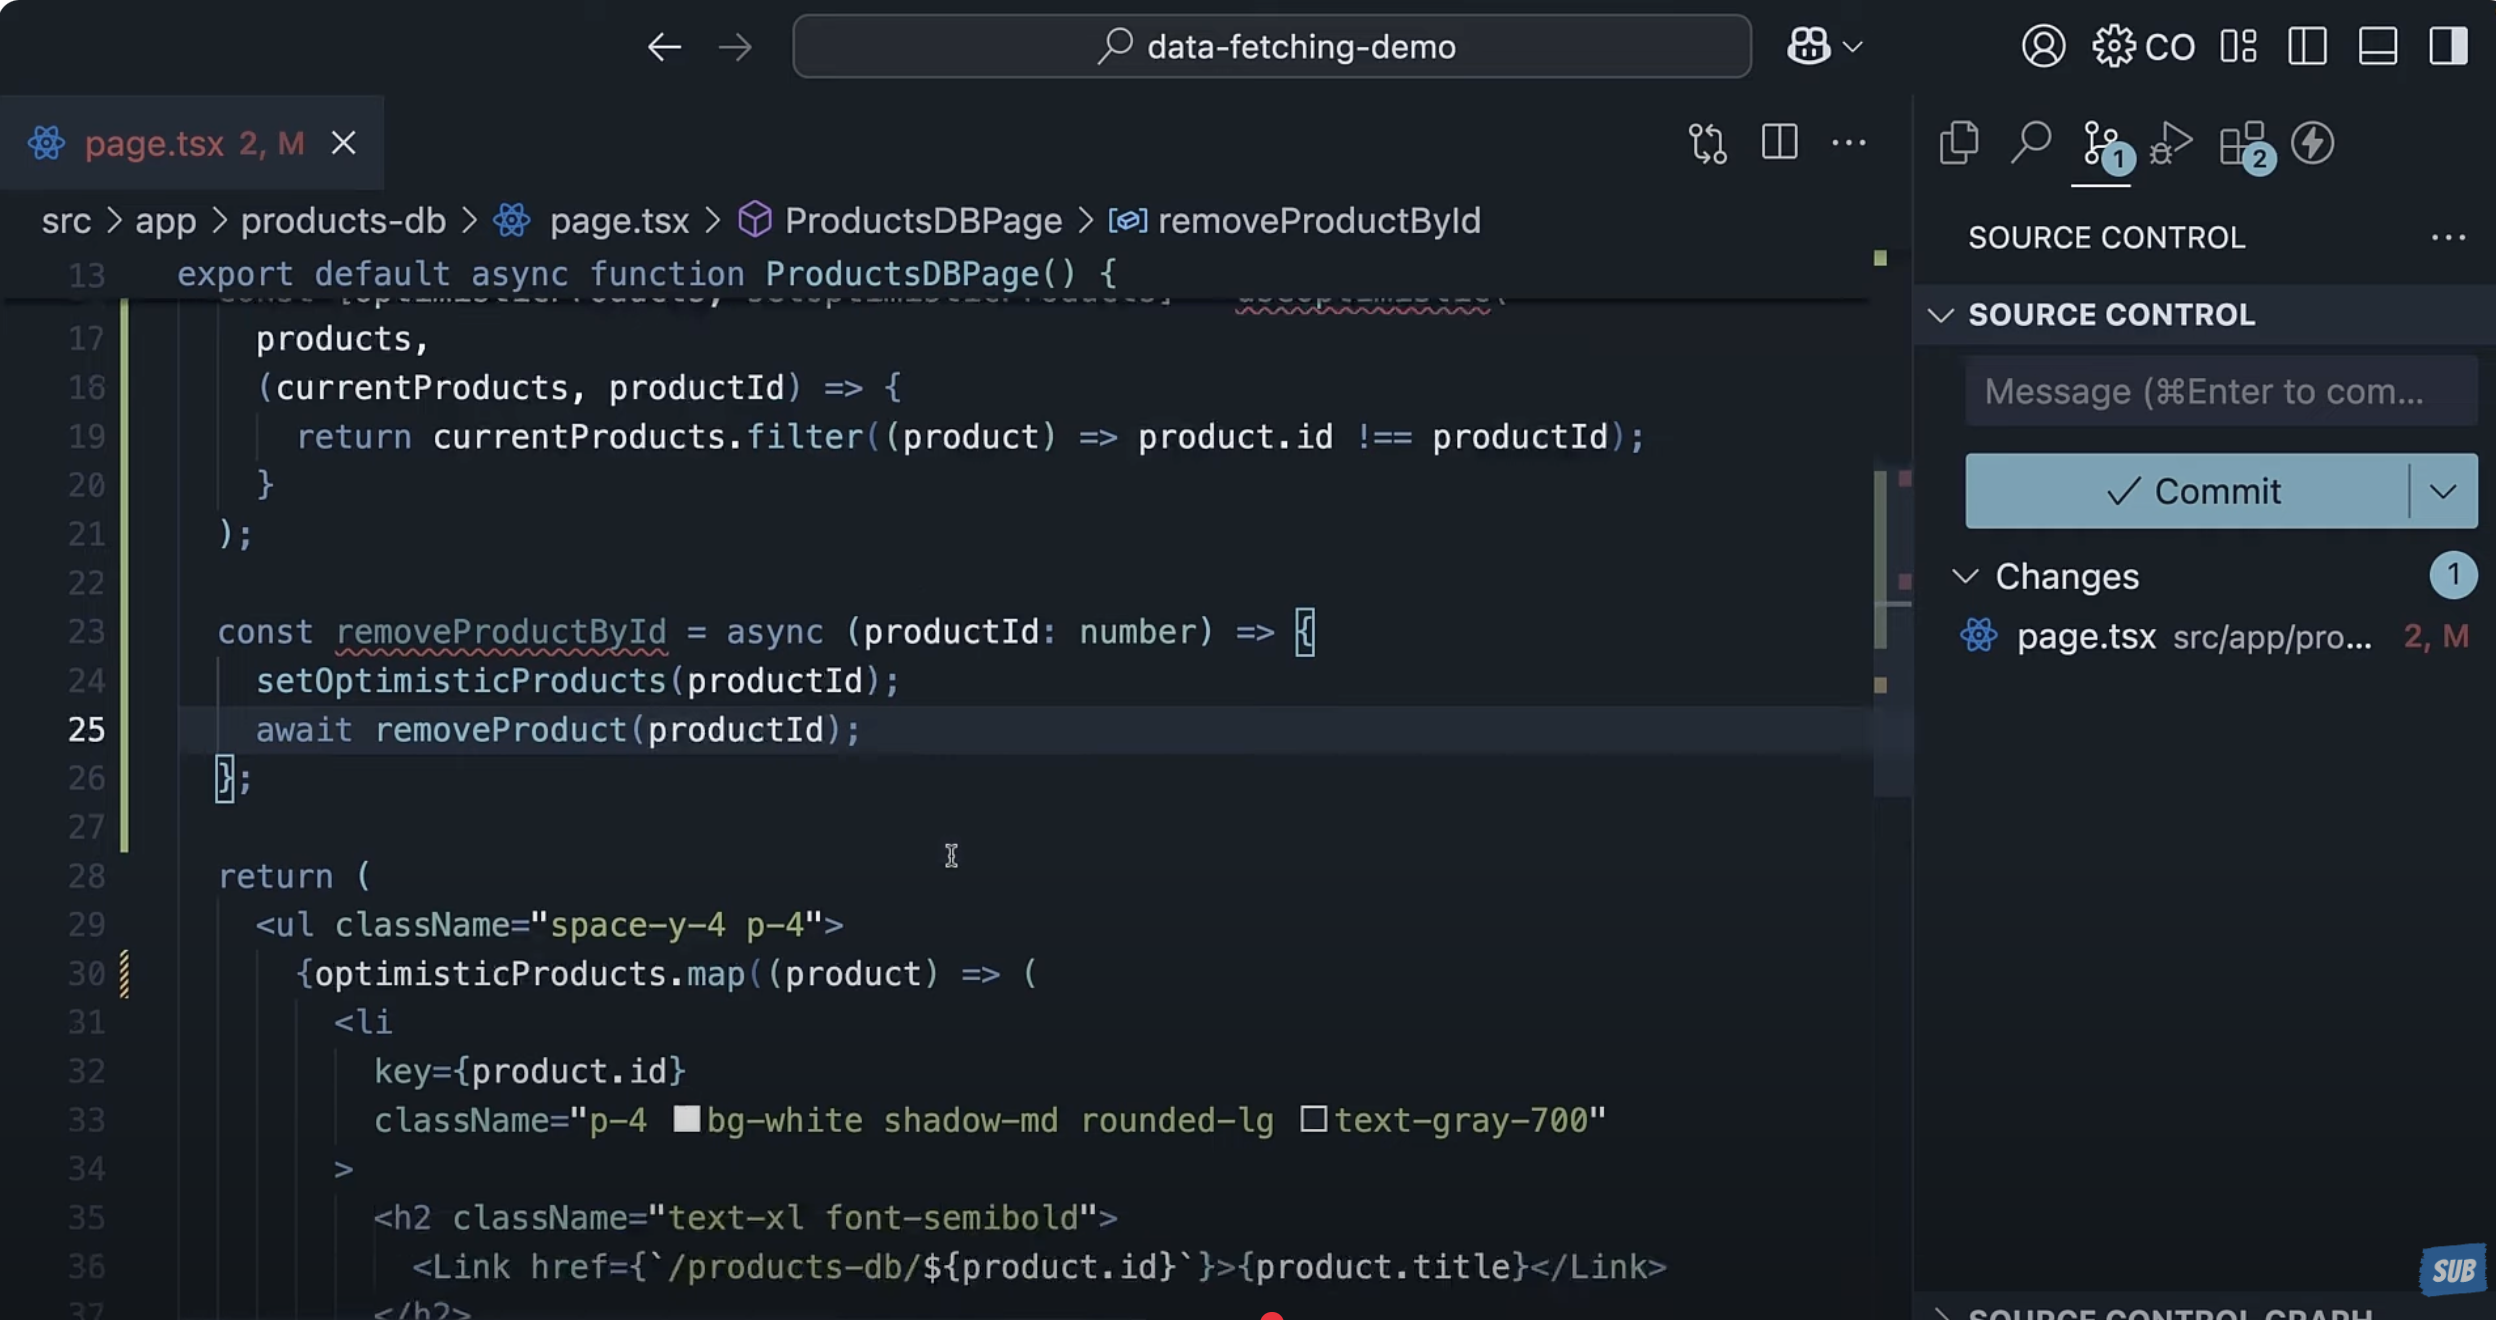 data-fetching-demo
CO
page.tsx 2, M
1
2
src > app > products-db > page.tsx > ProductsDBPage > removeProductById
SOURCE CONTROL
13 export default async function ProductsDBPage() {
const [optimisticProducts, setOptimisticProducts] = useOptimistic(
17 products,
18 (currentProducts, productId) => {
19 return currentProducts.filter((product) => product.id !== productId);
20 }
21 );
22
23 const removeProductById = async (productId: number) => {
24 setOptimisticProducts(productId);
25 await removeProduct(productId);
26 };
27
28 return (
29 <ul className="space-y-4 p-4">
30 {optimisticProducts.map((product) => (
31 <li
32 key={product.id}
33 className="p-4 bg-white shadow-md rounded-lg text-gray-700"
34 >
35 <h2 className="text-xl font-semibold">
36 <Link href={`/products-db/${product.id}`}>{product.title}</Link>
37 </h2>
SOURCE CONTROL
Message (⌘Enter to com...
Commit
Changes 1
page.tsx src/app/pro... 2, M
SUB
SOURCE CONTROL GRAPH